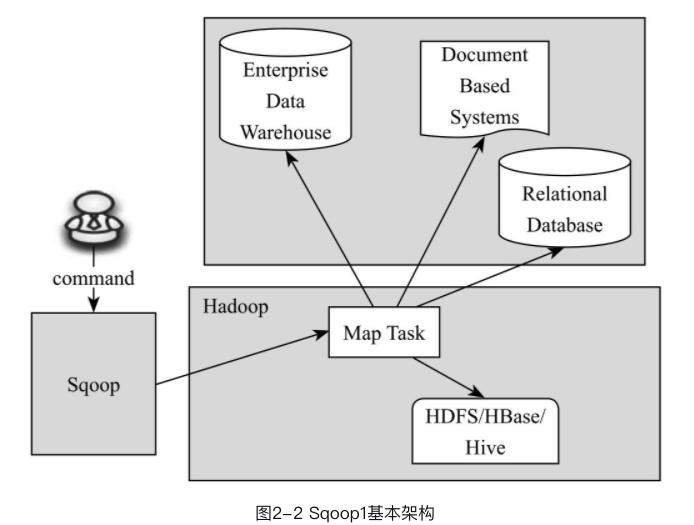 Enterprise
Data
Warehouse
Document
Based
Systems
Relational
Database
command
Sqoop
Hadoop
Map Task
HDFS/HBase/
Hive
图2-2 Sqoop1基本架构